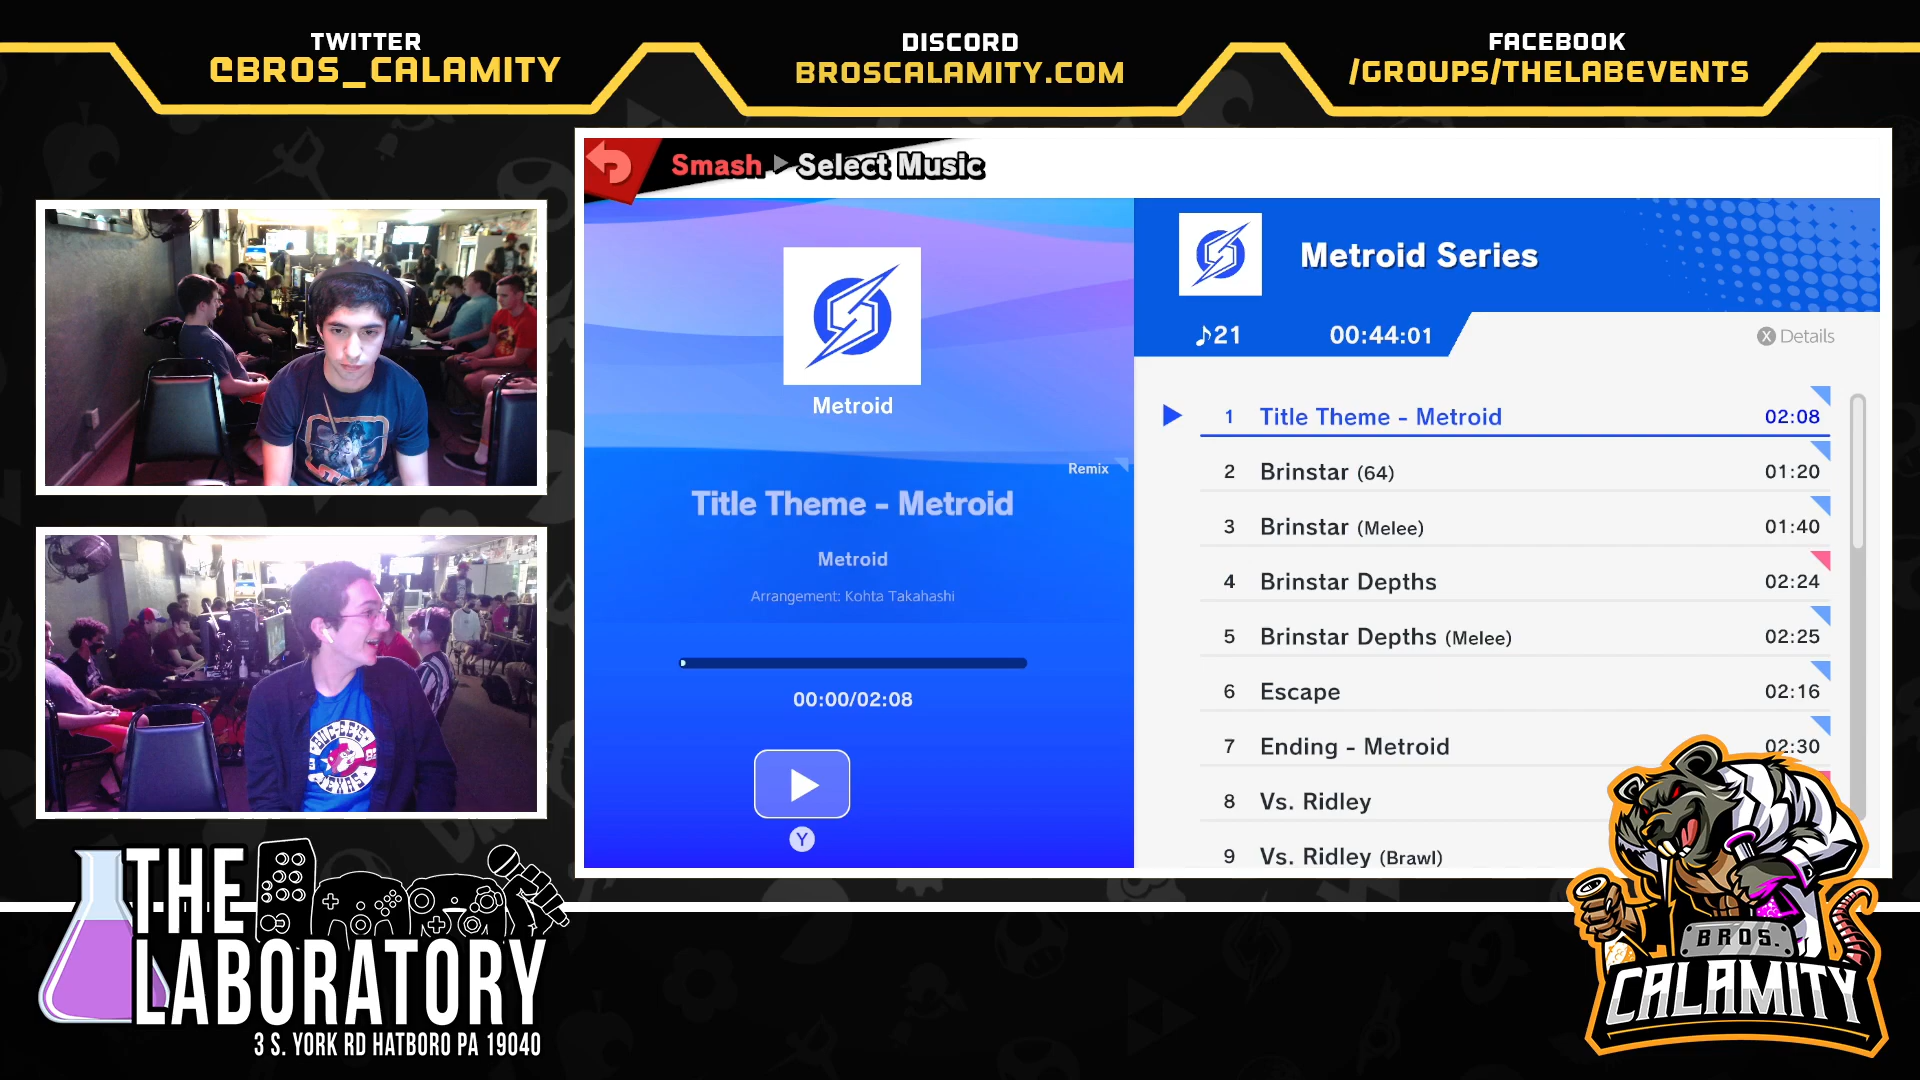 TWITTER
@BROS_CALAMITY
DISCORD
BROSCALAMITY.COM
FACEBOOK
/GROUPS/THELABEVENTS
Smash ▶ Select Music
Metroid
Remix
Title Theme - Metroid
Metroid
Arrangement: Kohta Takahashi
00:00/02:08
Y
Metroid Series
♪21 00:44:01
X Details
1 Title Theme - Metroid 02:08
2 Brinstar (64) 01:20
3 Brinstar (Melee) 01:40
4 Brinstar Depths 02:24
5 Brinstar Depths (Melee) 02:25
6 Escape 02:16
7 Ending - Metroid 02:30
8 Vs. Ridley
9 Vs. Ridley (Brawl)
BUC-EE'S
TEXAS
THE
LABORATORY
3 S. YORK RD HATBORO PA 19040
BROS.
CALAMITY